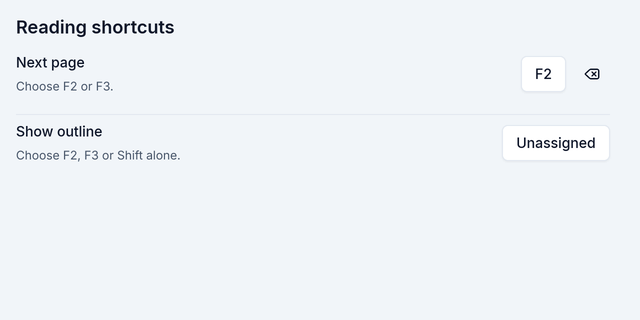 Reading shortcuts
Next page
Choose F2 or F3.
F2
Show outline
Choose F2, F3 or Shift alone.
Unassigned